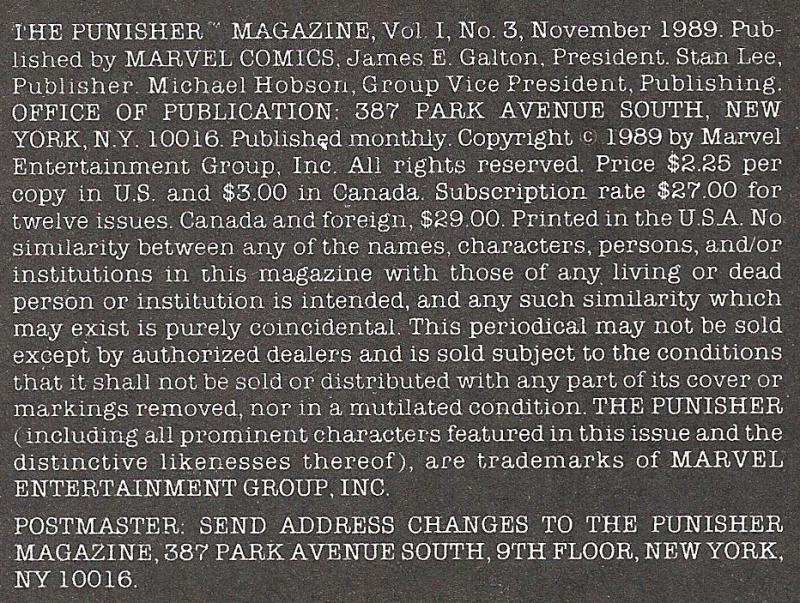 THE PUNISHER™ MAGAZINE, Vol. I, No. 3, November 1989. Pub-
lished by MARVEL COMICS, James E. Galton, President. Stan Lee,
Publisher. Michael Hobson, Group Vice President, Publishing.
OFFICE OF PUBLICATION: 387 PARK AVENUE SOUTH, NEW
YORK, N.Y. 10016. Published monthly. Copyright © 1989 by Marvel
Entertainment Group, Inc. All rights reserved. Price $2.25 per
copy in U.S. and $3.00 in Canada. Subscription rate $27.00 for
twelve issues. Canada and foreign, $29.00. Printed in the U.S.A. No
similarity between any of the names, characters, persons, and/or
institutions in this magazine with those of any living or dead
person or institution is intended, and any such similarity which
may exist is purely coincidental. This periodical may not be sold
except by authorized dealers and is sold subject to the conditions
that it shall not be sold or distributed with any part of its cover or
markings removed, nor in a mutilated condition. THE PUNISHER
(including all prominent characters featured in this issue and the
distinctive likenesses thereof), are trademarks of MARVEL
ENTERTAINMENT GROUP, INC.
POSTMASTER: SEND ADDRESS CHANGES TO THE PUNISHER
MAGAZINE, 387 PARK AVENUE SOUTH, 9TH FLOOR, NEW YORK,
NY 10016.